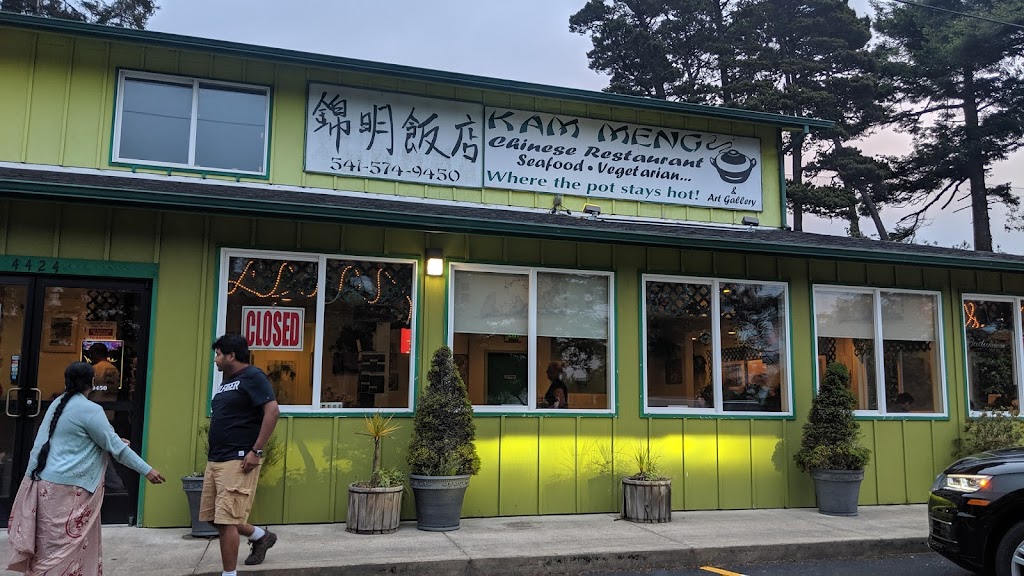 錦明飯店
541-574-9450
KAM MENG
Chinese Restaurant
Seafood • Vegetarian...
Where the pot stays hot!
&
Art Gallery
4424
CLOSED